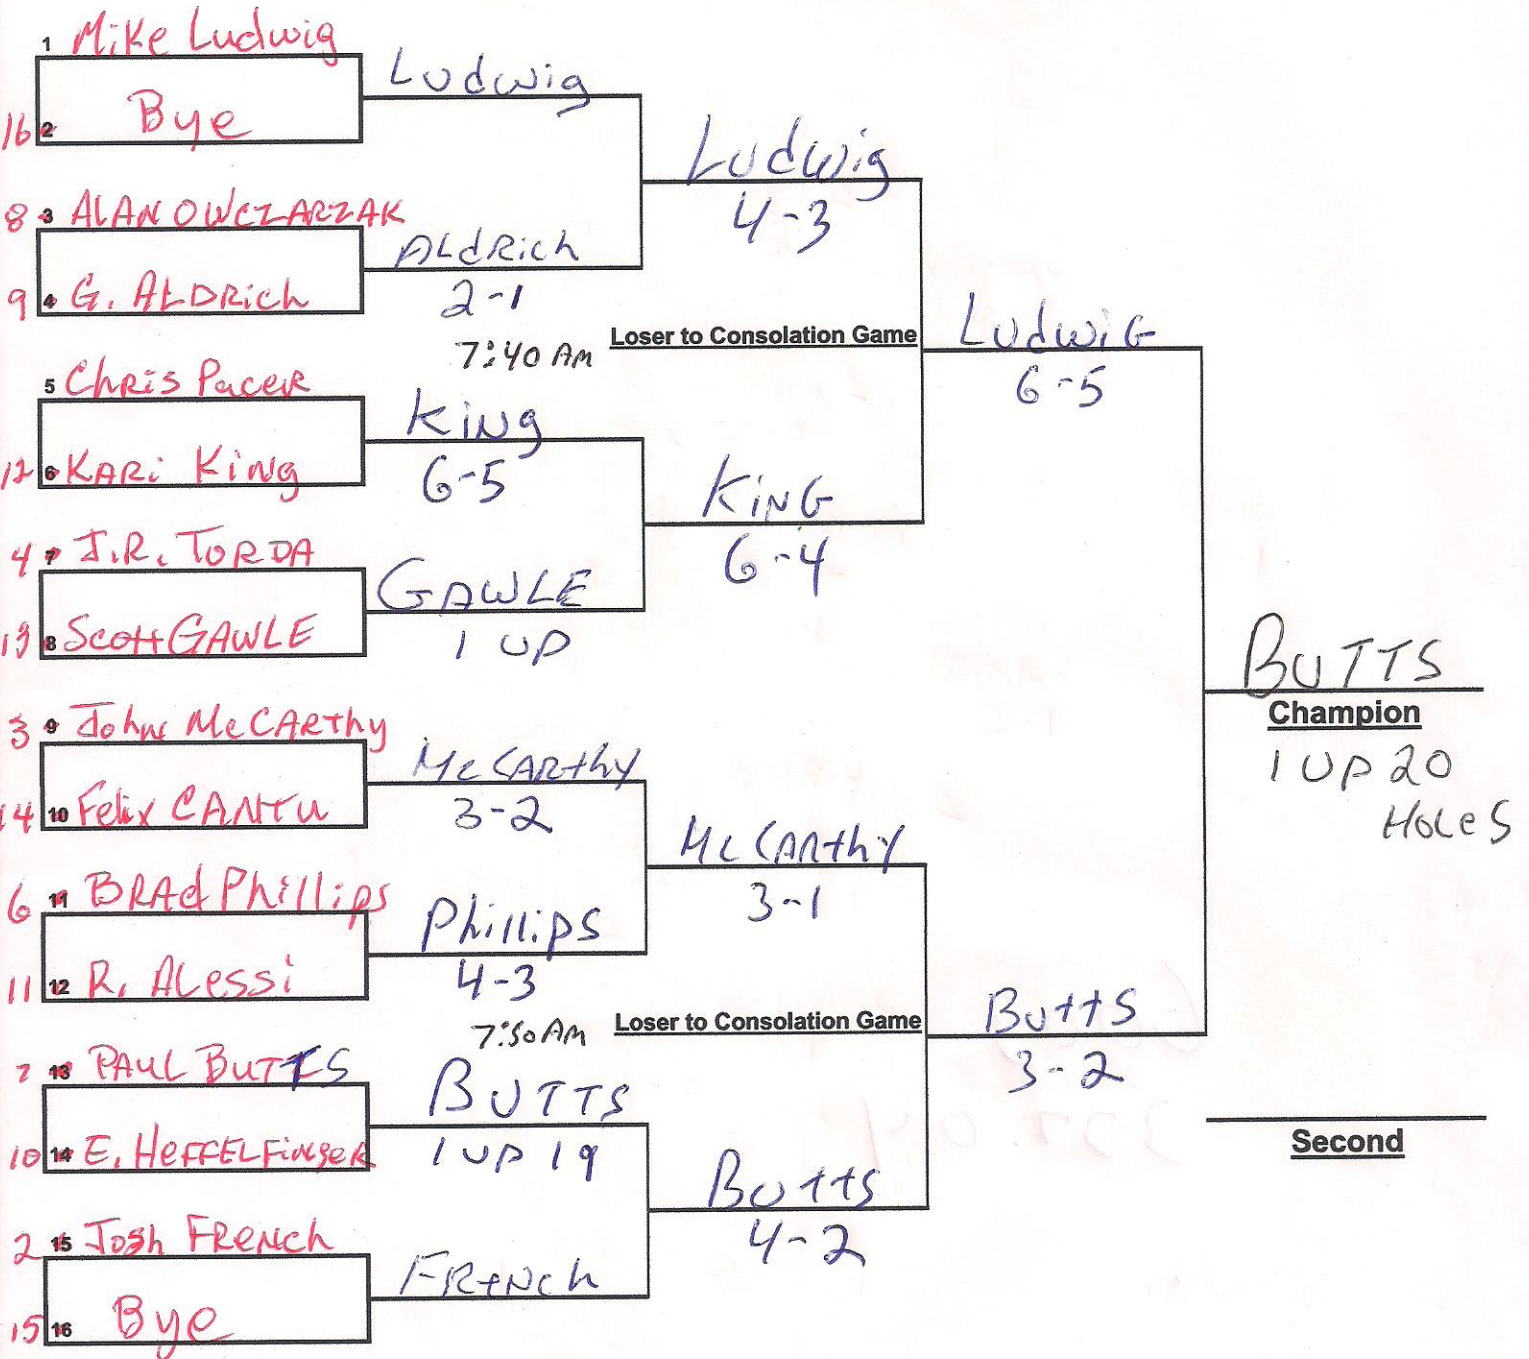 1 Mike Ludwig
16 2 Bye
8 3 ALAN OWCZARZAK
9 4 G. ALDRich
5 Chris Pacer
12 6 KARi King
4 7 J.R. TORDA
13 8 Scott GAWLE
3 9 John McCARthy
14 10 Felix CANTU
6 11 BRAd Phillips
11 12 R. ALessi
7 13 PAUL BUTTS
10 14 E. HeFFELFiNgeR
2 15 Josh FRench
15 16 Bye
Ludwig
ALdRich
2-1
7:40 AM
King
6-5
GAWLE
1 UP
McCARthy
3-2
Phillips
4-3
7:50 AM
BUTTS
1 UP 19
FRENch
Ludwig
4-3
Loser to Consolation Game
KiNG
6-4
McCARthy
3-1
Loser to Consolation Game
Butts
4-2
LudwiG
6-5
Butts
3-2
BUTTS
Champion
1 UP 20
HoLeS
Second